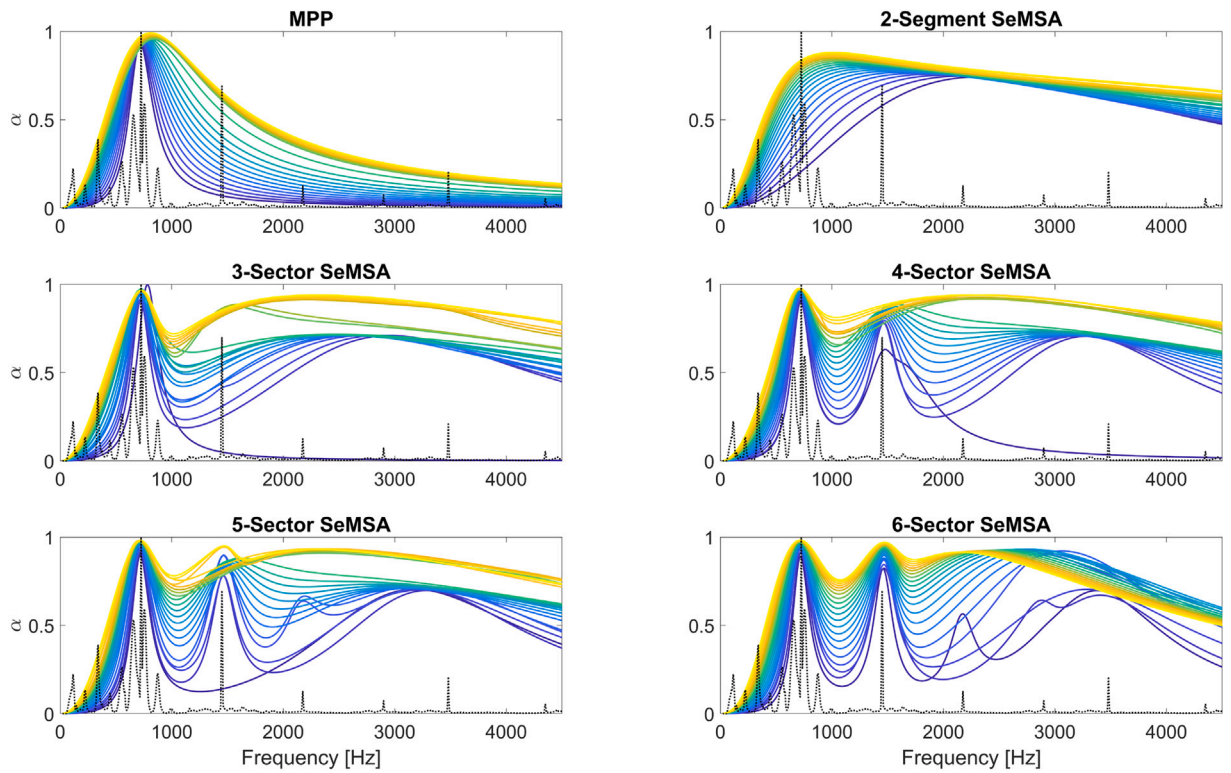 MPP
2-Segment SeMSA
1
0.5
0
α
0 1000 2000 3000 4000
1
0.5
0
0 1000 2000 3000 4000
3-Sector SeMSA
4-Sector SeMSA
1
0.5
0
α
0 1000 2000 3000 4000
1
0.5
0
0 1000 2000 3000 4000
5-Sector SeMSA
6-Sector SeMSA
1
0.5
0
α
0 1000 2000 3000 4000
Frequency [Hz]
1
0.5
0
0 1000 2000 3000 4000
Frequency [Hz]